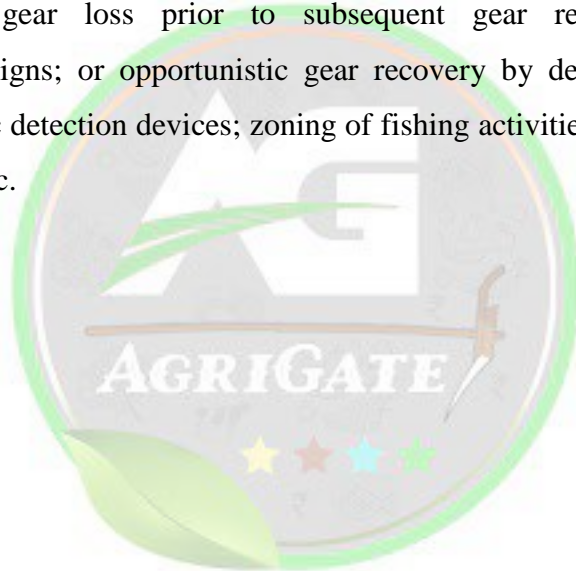 gear loss prior to subsequent gear re
igns; or opportunistic gear recovery by de
detection devices; zoning of fishing activitie
c.
AG
AGRIGATE